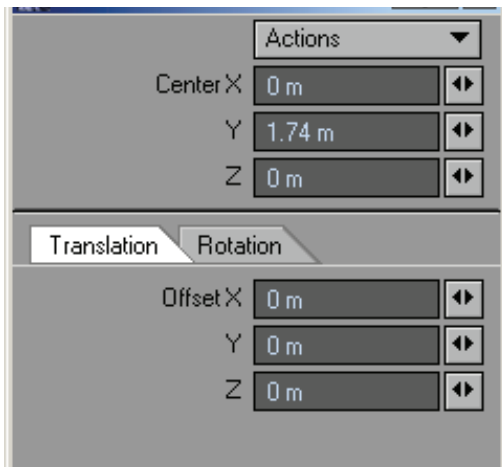 Actions
Center X 0 m
Y 1.74 m
Z 0 m
Translation Rotation
Offset X 0 m
Y 0 m
Z 0 m